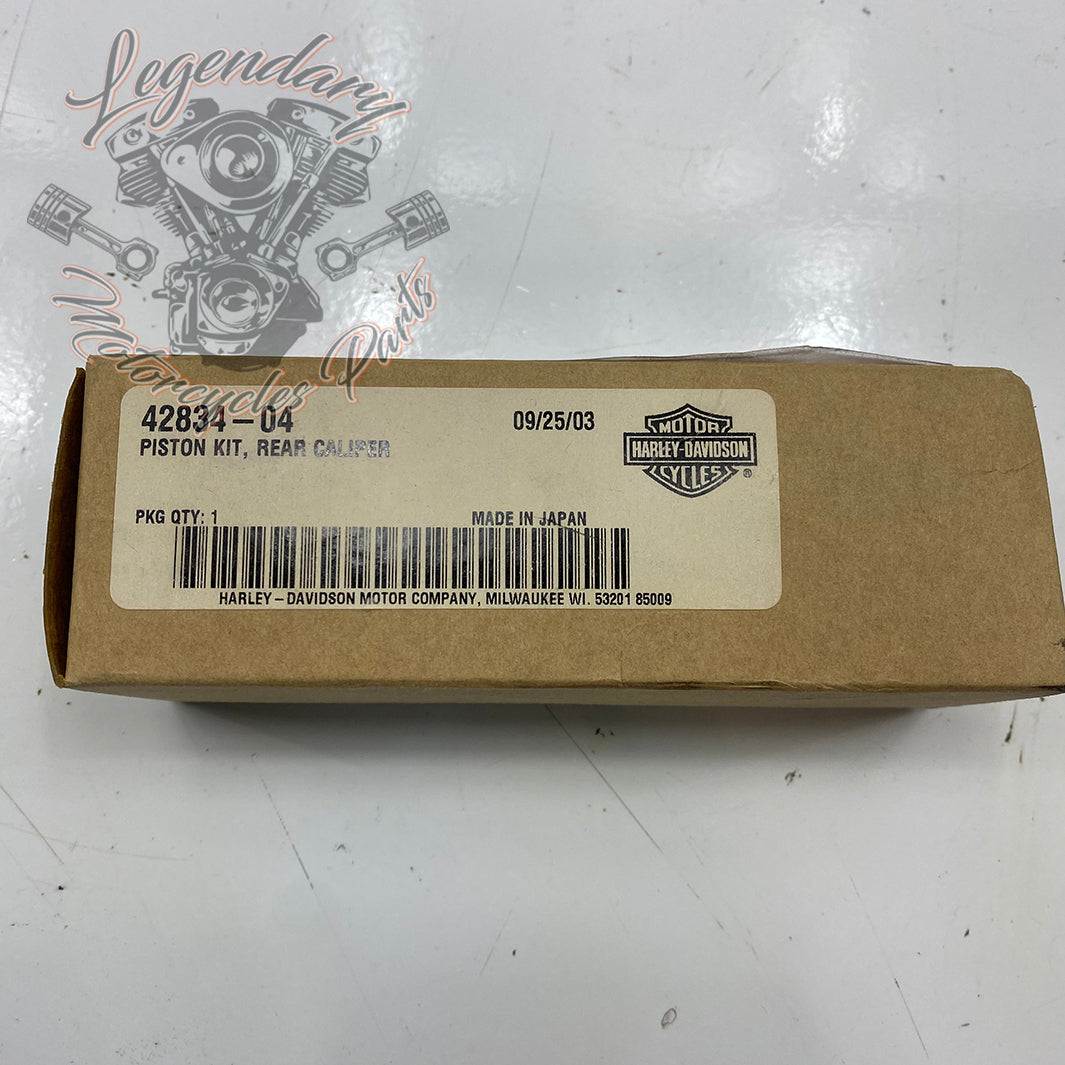 Legendary
Motorcycles Parts
42834-04
09/25/03
PISTON KIT, REAR CALIPER
MOTOR
HARLEY-DAVIDSON
CYCLES
®
PKG QTY: 1
MADE IN JAPAN
HARLEY-DAVIDSON MOTOR COMPANY, MILWAUKEE WI. 53201 85009